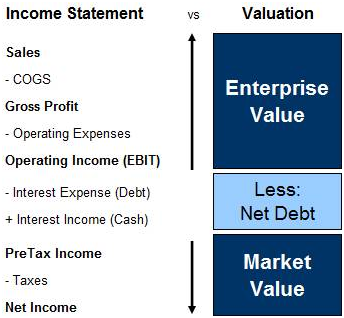 Income Statement vs Valuation
Sales
- COGS
Gross Profit
- Operating Expenses
Operating Income (EBIT)
Enterprise
Value
- Interest Expense (Debt)
+ Interest Income (Cash)
Less:
Net Debt
PreTax Income
- Taxes
Net Income
Market
Value